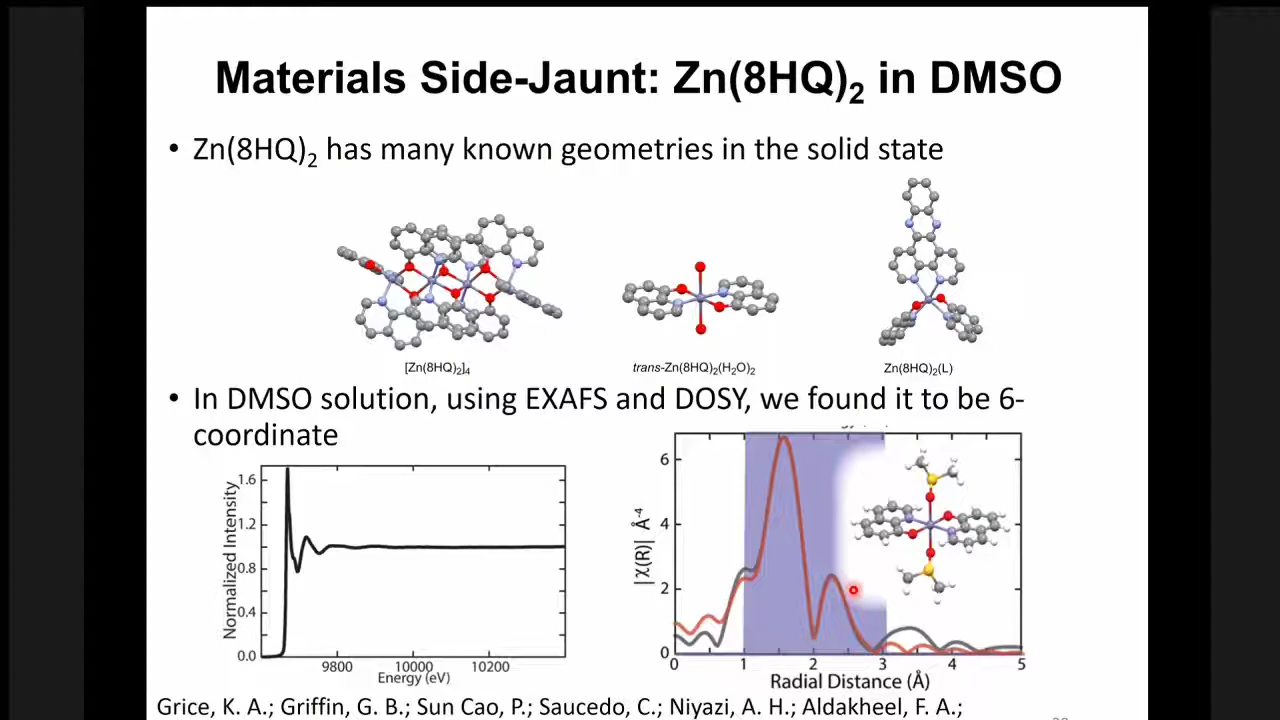 Materials Side-Jaunt: Zn(8HQ)₂ in DMSO
• Zn(8HQ)₂ has many known geometries in the solid state
[Zn(8HQ)₂]₄
trans-Zn(8HQ)₂(H₂O)₂
Zn(8HQ)₂(L)
• In DMSO solution, using EXAFS and DOSY, we found it to be 6-
coordinate
Normalized Intensity
1.6
1.2
0.8
0.4
0.0
9800 10000 10200
Energy (eV)
|χ(R)| Å⁻⁴
6
4
2
0
0 1 2 3 4 5
Radial Distance (Å)
Grice, K. A.; Griffin, G. B.; Sun Cao, P.; Saucedo, C.; Niyazi, A. H.; Aldakheel, F. A.;